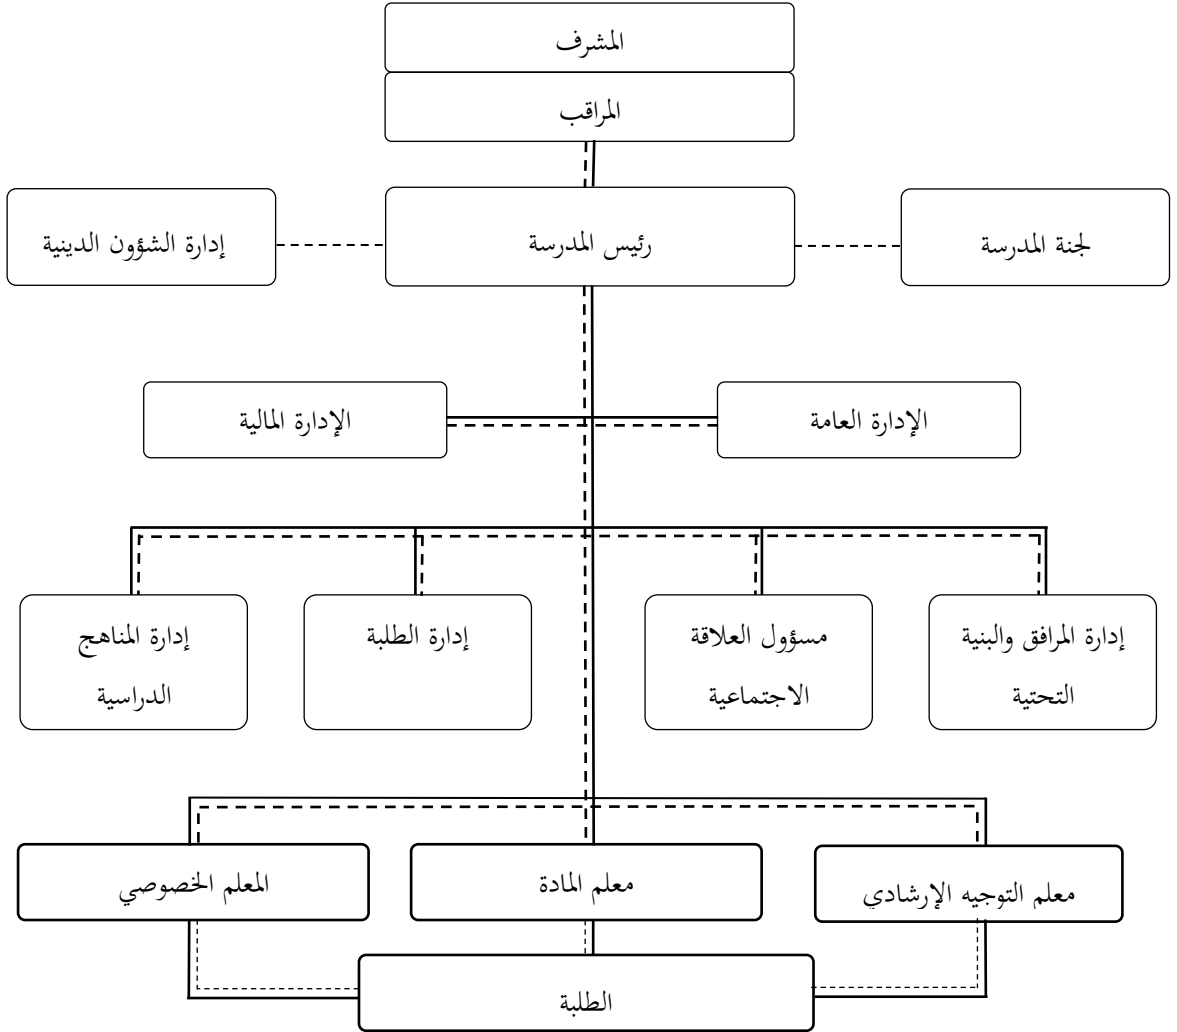 المشرف
المراقب
لجنة المدرسة
رئيس المدرسة
إدارة الشؤون الدينية
الإدارة العامة
الإدارة المالية
إدارة المرافق والبنية
التحتية
مسؤول العلاقة
الاجتماعية
إدارة الطلبة
إدارة المناهج
الدراسية
معلم التوجيه الإرشادي
معلم المادة
المعلم الخصوصي
الطلبة